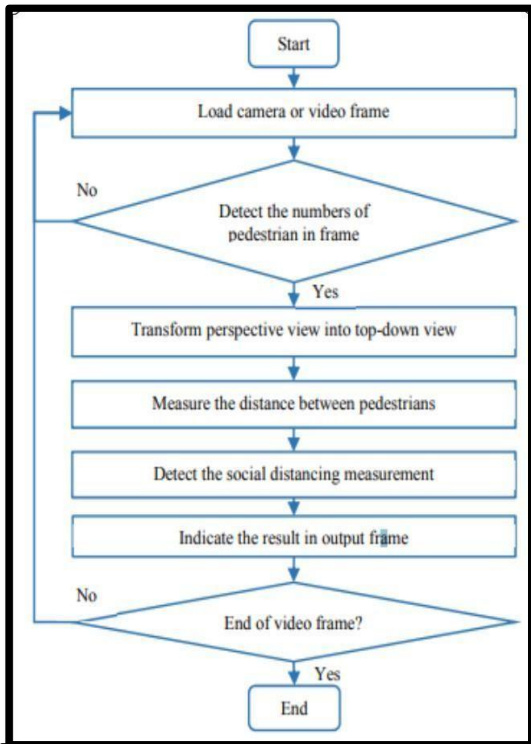 Start
Load camera or video frame
No
Detect the numbers of
pedestrian in frame
Yes
Transform perspective view into top-down view
Measure the distance between pedestrians
Detect the social distancing measurement
Indicate the result in output frame
No
End of video frame?
Yes
End